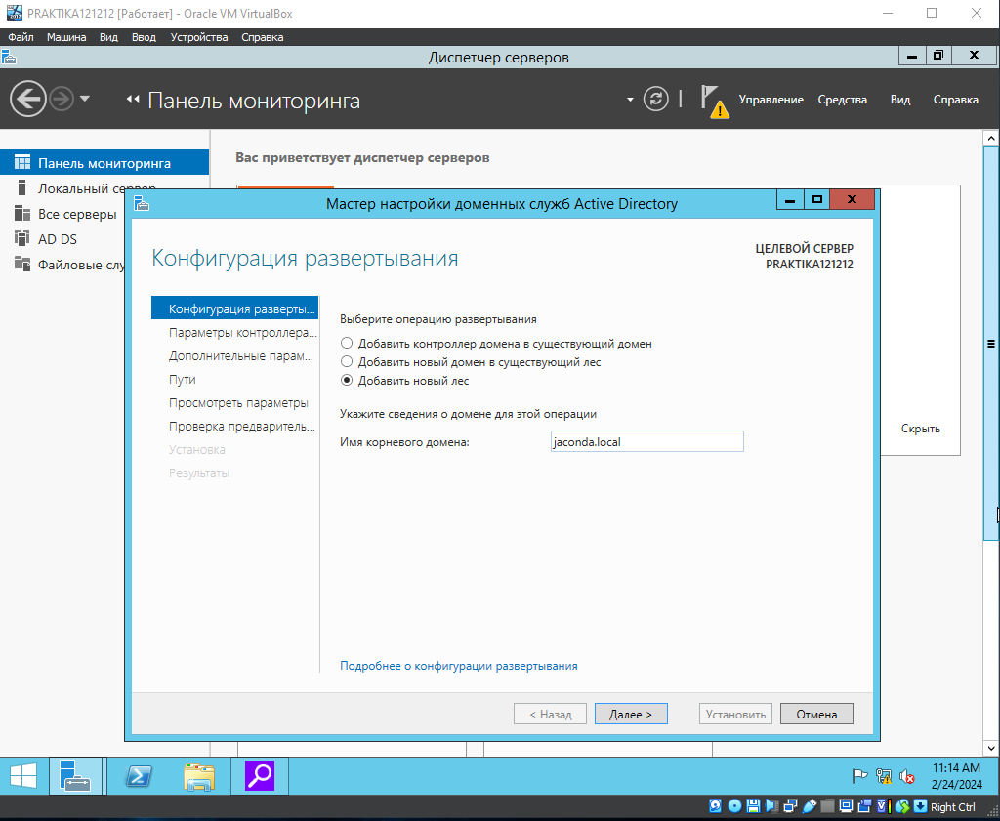 PRAKTIKA121212 [Работает] - Oracle VM VirtualBox
Файл Машина Вид Ввод Устройства Справка
Диспетчер серверов
Панель мониторинга
Управление Средства Вид Справка
Панель мониторинга
Локальный сервер
Все серверы
AD DS
Файловые слу
Вас приветствует диспетчер серверов
Скрыть
Мастер настройки доменных служб Active Directory
Конфигурация развертывания
ЦЕЛЕВОЙ СЕРВЕР
PRAKTIKA121212
Конфигурация разверты...
Параметры контроллера...
Дополнительные парам...
Пути
Просмотреть параметры
Проверка предваритель...
Установка
Результаты
Выберите операцию развертывания
Добавить контроллер домена в существующий домен
Добавить новый домен в существующий лес
Добавить новый лес
Укажите сведения о домене для этой операции
Имя корневого домена: jaconda.local
Подробнее о конфигурации развертывания
< Назад Далее > Установить Отмена
11:14 AM
2/24/2024
Right Ctrl